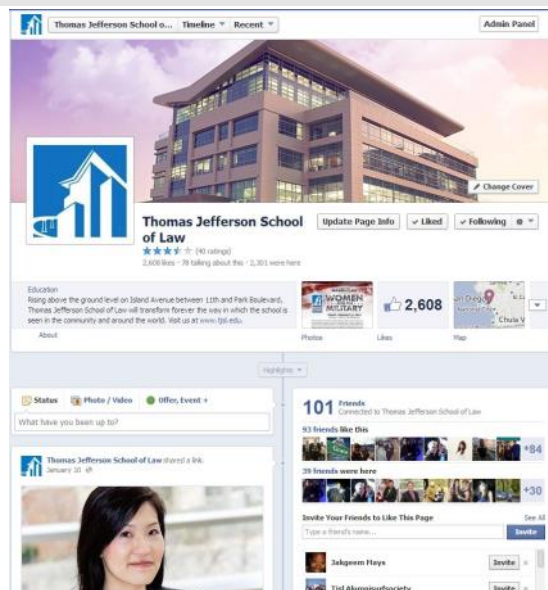 Thomas Jefferson School o... Timeline Recent
Admin Panel
Change Cover
Thomas Jefferson School
of Law
Update Page Info Liked Following
(40 ratings)
2,608 likes · 78 talking about this · 2,301 were here
Education
Rising above the ground level on Island Avenue between 11th and Park Boulevard,
Thomas Jefferson School of Law will transform forever the way in which the school is
seen in the community and around the world. Visit us at www.tjsl.edu.
About
WOMEN
MILITARY
Photos
2,608
Likes
San Diego
Chula V
Map
Highlights
Status Photo / Video Offer, Event +
What have you been up to?
Thomas Jefferson School of Law shared a link.
January 10
101 Friends
Connected to Thomas Jefferson School of Law
93 friends like this
+84
39 friends were here
+30
Invite Your Friends to Like This Page See All
Type a friend's name... Invite
Jakqeem Mays Invite
Tjsl Alumnisurfsociety Invite